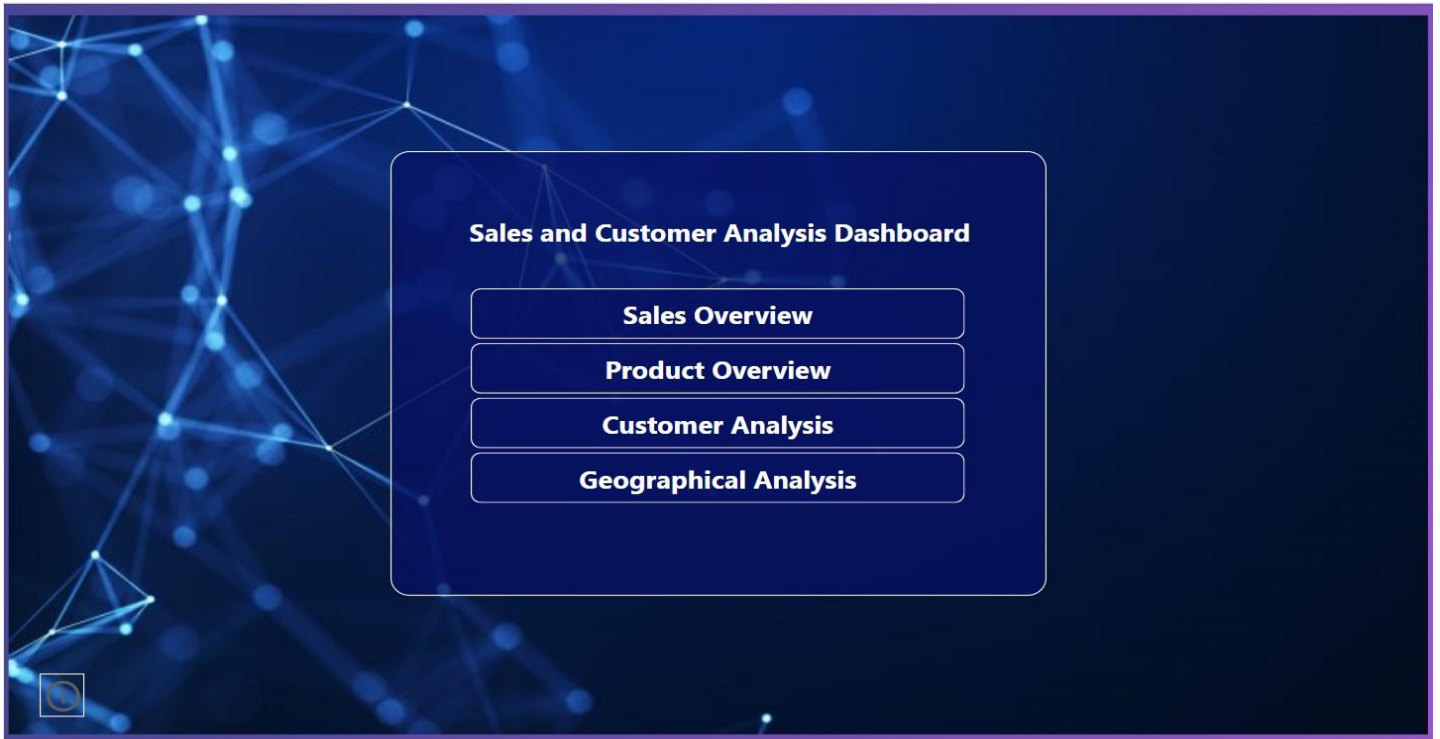 Sales and Customer Analysis Dashboard
Sales Overview
Product Overview
Customer Analysis
Geographical Analysis